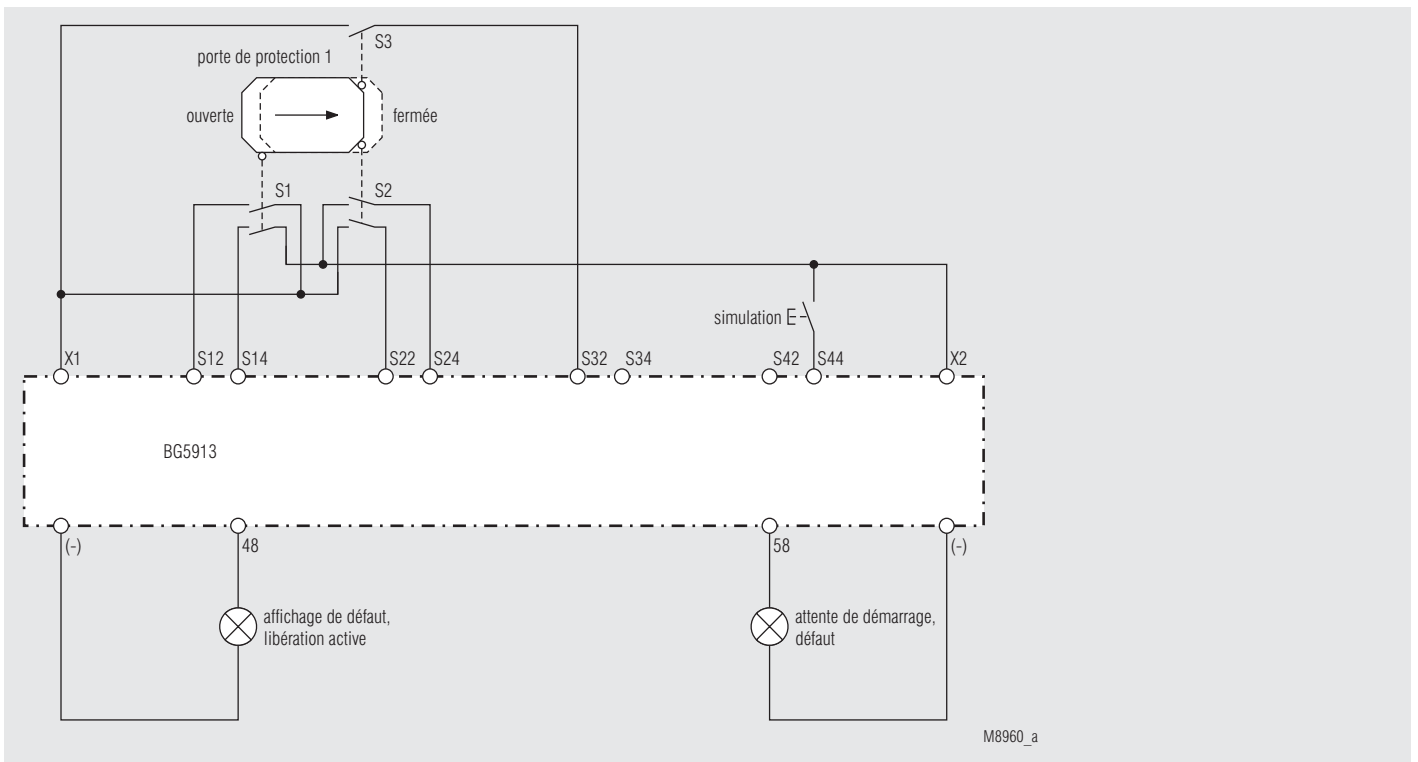 S3
porte de protection 1
ouverte
fermée
S1
S2
simulation
X1
S12
S14
S22
S24
S32
S34
S42
S44
X2
BG5913
(-)
48
58
(-)
affichage de défaut,
libération active
attente de démarrage,
défaut
M8960_a